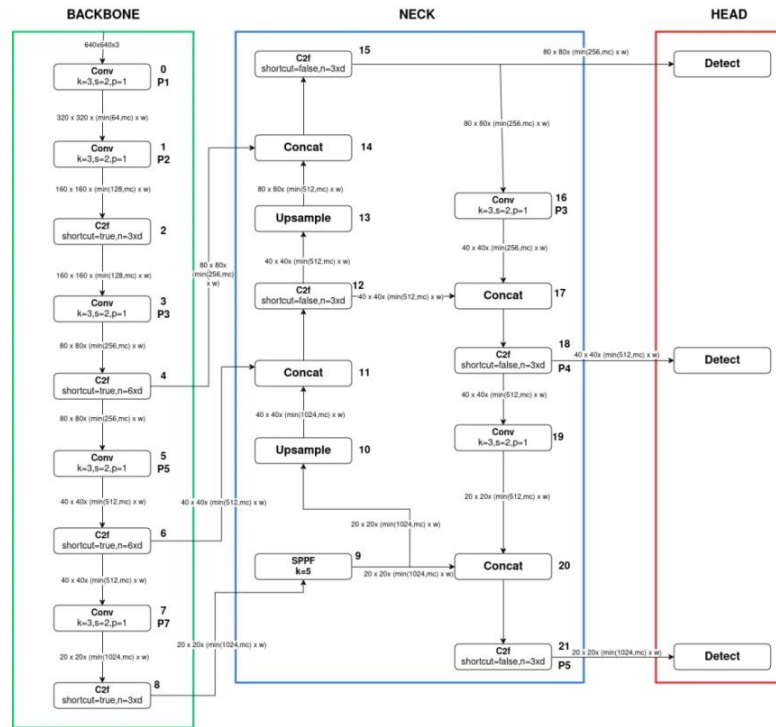 BACKBONE
640x640x3
Conv
k=3,s=2,p=1
0
P1
320 x 320 x (min(64,mc) x w)
Conv
k=3,s=2,p=1
1
P2
160 x 160 x (min(128,mc) x w)
C2f
shortcut=true,n=3xd
2
160 x 160 x (min(128,mc) x w)
Conv
k=3,s=2,p=1
3
P3
80 x 80x (min(256,mc) x w)
C2f
shortcut=true,n=6xd
4
80 x 80x (min(256,mc) x w)
Conv
k=3,s=2,p=1
5
P5
40 x 40x (min(512,mc) x w)
C2f
shortcut=true,n=6xd
6
40 x 40x (min(512,mc) x w)
Conv
k=3,s=2,p=1
7
P7
20 x 20x (min(1024,mc) x w)
C2f
shortcut=true,n=3xd
8
NECK
C2f
shortcut=false,n=3xd
15
80 x 80x (min(256,mc) x w)
80 x 80x (min(256,mc) x w)
Concat
14
80 x 80x (min(512,mc) x w)
Upsample
13
40 x 40x (min(512,mc) x w)
80 x 80x
(min(256,mc)
x w)
C2f
shortcut=false,n=3xd
12
40 x 40x (min(512,mc) x w)
Concat
11
40 x 40x (min(1024,mc) x w)
Upsample
10
40 x 40x (min(512,mc) x w)
20 x 20x (min(1024,mc) x w)
SPPF
k=5
9
20 x 20x (min(1024,mc) x w)
20 x 20x (min(1024,mc) x w)
Conv
k=3,s=2,p=1
16
P3
40 x 40x (min(256,mc) x w)
Concat
17
C2f
shortcut=false,n=3xd
18
P4
40 x 40x (min(512,mc) x w)
40 x 40x (min(512,mc) x w)
Conv
k=3,s=2,p=1
19
20 x 20x (min(512,mc) x w)
Concat
20
C2f
shortcut=false,n=3xd
21
P5
20 x 20x (min(1024,mc) x w)
HEAD
Detect
Detect
Detect